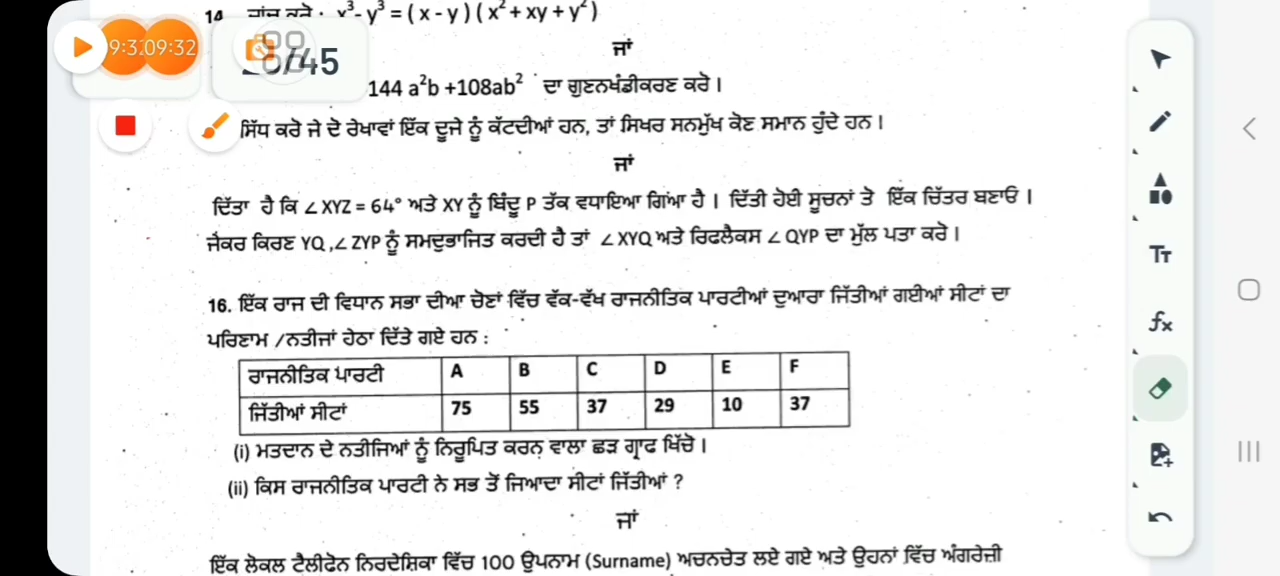 14 ਜਾਂਚ ਕਰੋ : x³- y³ = ( x - y ) ( x² + xy + y² )
9:3 09:32
/45
ਜਾਂ
144 a²b +108ab² ਦਾ ਗੁਣਨਖੰਡੀਕਰਣ ਕਰੋ ।
ਸਿੱਧ ਕਰੋ ਜੇ ਦੋ ਰੇਖਾਵਾਂ ਇੱਕ ਦੂਜੇ ਨੂੰ ਕੱਟਦੀਆਂ ਹਨ, ਤਾਂ ਸਿਖਰ ਸਨਮੁੱਖ ਕੋਣ ਸਮਾਨ ਹੁੰਦੇ ਹਨ ।
ਜਾਂ
ਦਿੱਤਾ ਹੈ ਕਿ ∠XYZ = 64° ਅਤੇ XY ਨੂੰ ਬਿੰਦੂ P ਤੱਕ ਵਧਾਇਆ ਗਿਆ ਹੈ । ਦਿੱਤੀ ਹੋਈ ਸੂਚਨਾਂ ਤੋ ਇੱਕ ਚਿੱਤਰ ਬਣਾਓ ।
ਜੇਕਰ ਕਿਰਣ YQ ,∠ ZYP ਨੂੰ ਸਮਦੁਭਾਜਿਤ ਕਰਦੀ ਹੈ ਤਾਂ ∠XYQ ਅਤੇ ਰਿਫਲੈਕਸ ∠ QYP ਦਾ ਮੁੱਲ ਪਤਾ ਕਰੋ ।
16. ਇੱਕ ਰਾਜ ਦੀ ਵਿਧਾਨ ਸਭਾ ਦੀਆ ਚੋਣਾਂ ਵਿੱਚ ਵੱਕ-ਵੱਖ ਰਾਜਨੀਤਿਕ ਪਾਰਟੀਆਂ ਦੁਆਰਾ ਜਿੱਤੀਆਂ ਗਈਆਂ ਸੀਟਾਂ ਦਾ
ਪਰਿਣਾਮ /ਨਤੀਜਾਂ ਹੇਠਾ ਦਿੱਤੇ ਗਏ ਹਨ :
ਰਾਜਨੀਤਿਕ ਪਾਰਟੀ A B C D E F
ਜਿੱਤੀਆਂ ਸੀਟਾਂ 75 55 37 29 10 37
(i) ਮਤਦਾਨ ਦੇ ਨਤੀਜਿਆਂ ਨੂੰ ਨਿਰੂਪਿਤ ਕਰਨ ਵਾਲਾ ਛੜ ਗ੍ਰਾਫ ਖਿੱਚੋ ।
(ii) ਕਿਸ ਰਾਜਨੀਤਿਕ ਪਾਰਟੀ ਨੇ ਸਭ ਤੋਂ ਜਿਆਦਾ ਸੀਟਾਂ ਜਿੱਤੀਆਂ ?
ਜਾਂ
ਇੱਕ ਲੋਕਲ ਟੈਲੀਫੋਨ ਨਿਰਦੇਸ਼ਿਕਾ ਵਿੱਚ 100 ਉਪਨਾਮ (Surname) ਅਚਨਚੇਤ ਲਏ ਗਏ ਅਤੇ ਉਹਨਾਂ ਵਿੱਚ ਅੰਗਰੇਜ਼ੀ
Tт
fx